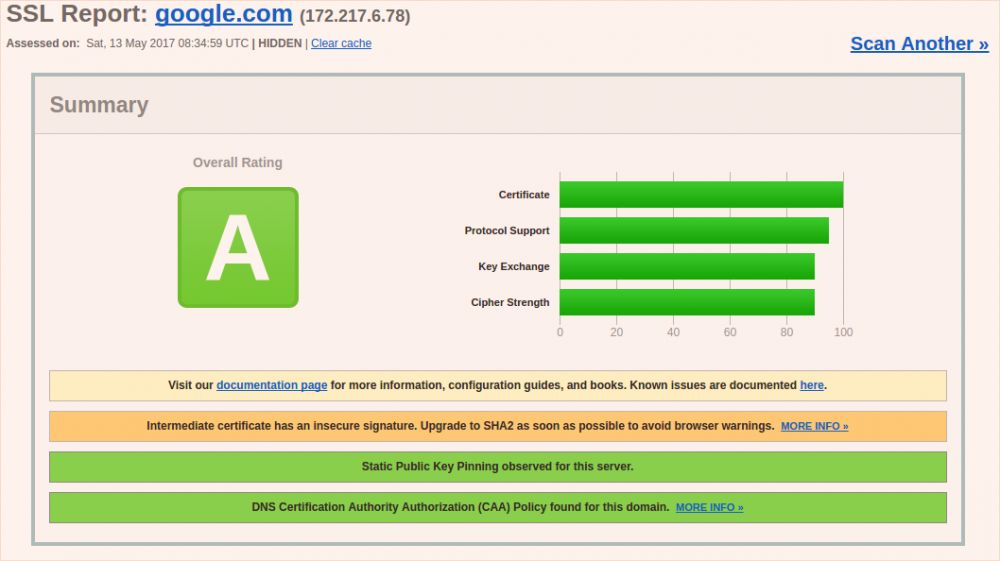 SSL Report: google.com (172.217.6.78)
Assessed on: Sat, 13 May 2017 08:34:59 UTC | HIDDEN | Clear cache
Scan Another »
Summary
Overall Rating
A
Certificate
Protocol Support
Key Exchange
Cipher Strength
0 20 40 60 80 100
Visit our documentation page for more information, configuration guides, and books. Known issues are documented here.
Intermediate certificate has an insecure signature. Upgrade to SHA2 as soon as possible to avoid browser warnings. MORE INFO »
Static Public Key Pinning observed for this server.
DNS Certification Authority Authorization (CAA) Policy found for this domain. MORE INFO »